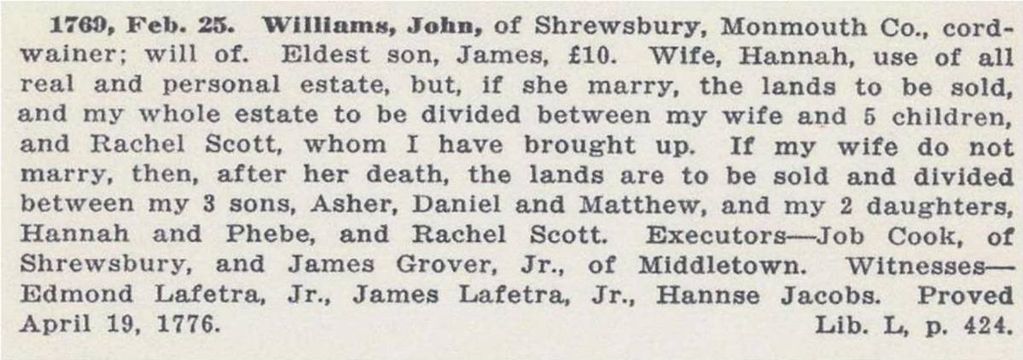 1769, Feb. 25. Williams, John, of Shrewsbury, Monmouth Co., cord-
wainer; will of. Eldest son, James, £10. Wife, Hannah, use of all
real and personal estate, but, if she marry, the lands to be sold,
and my whole estate to be divided between my wife and 5 children,
and Rachel Scott, whom I have brought up. If my wife do not
marry, then, after her death, the lands are to be sold and divided
between my 3 sons, Asher, Daniel and Matthew, and my 2 daughters,
Hannah and Phebe, and Rachel Scott. Executors—Job Cook, of
Shrewsbury, and James Grover, Jr., of Middletown. Witnesses—
Edmond Lafetra, Jr., James Lafetra, Jr., Hannse Jacobs. Proved
April 19, 1776. Lib. L, p. 424.